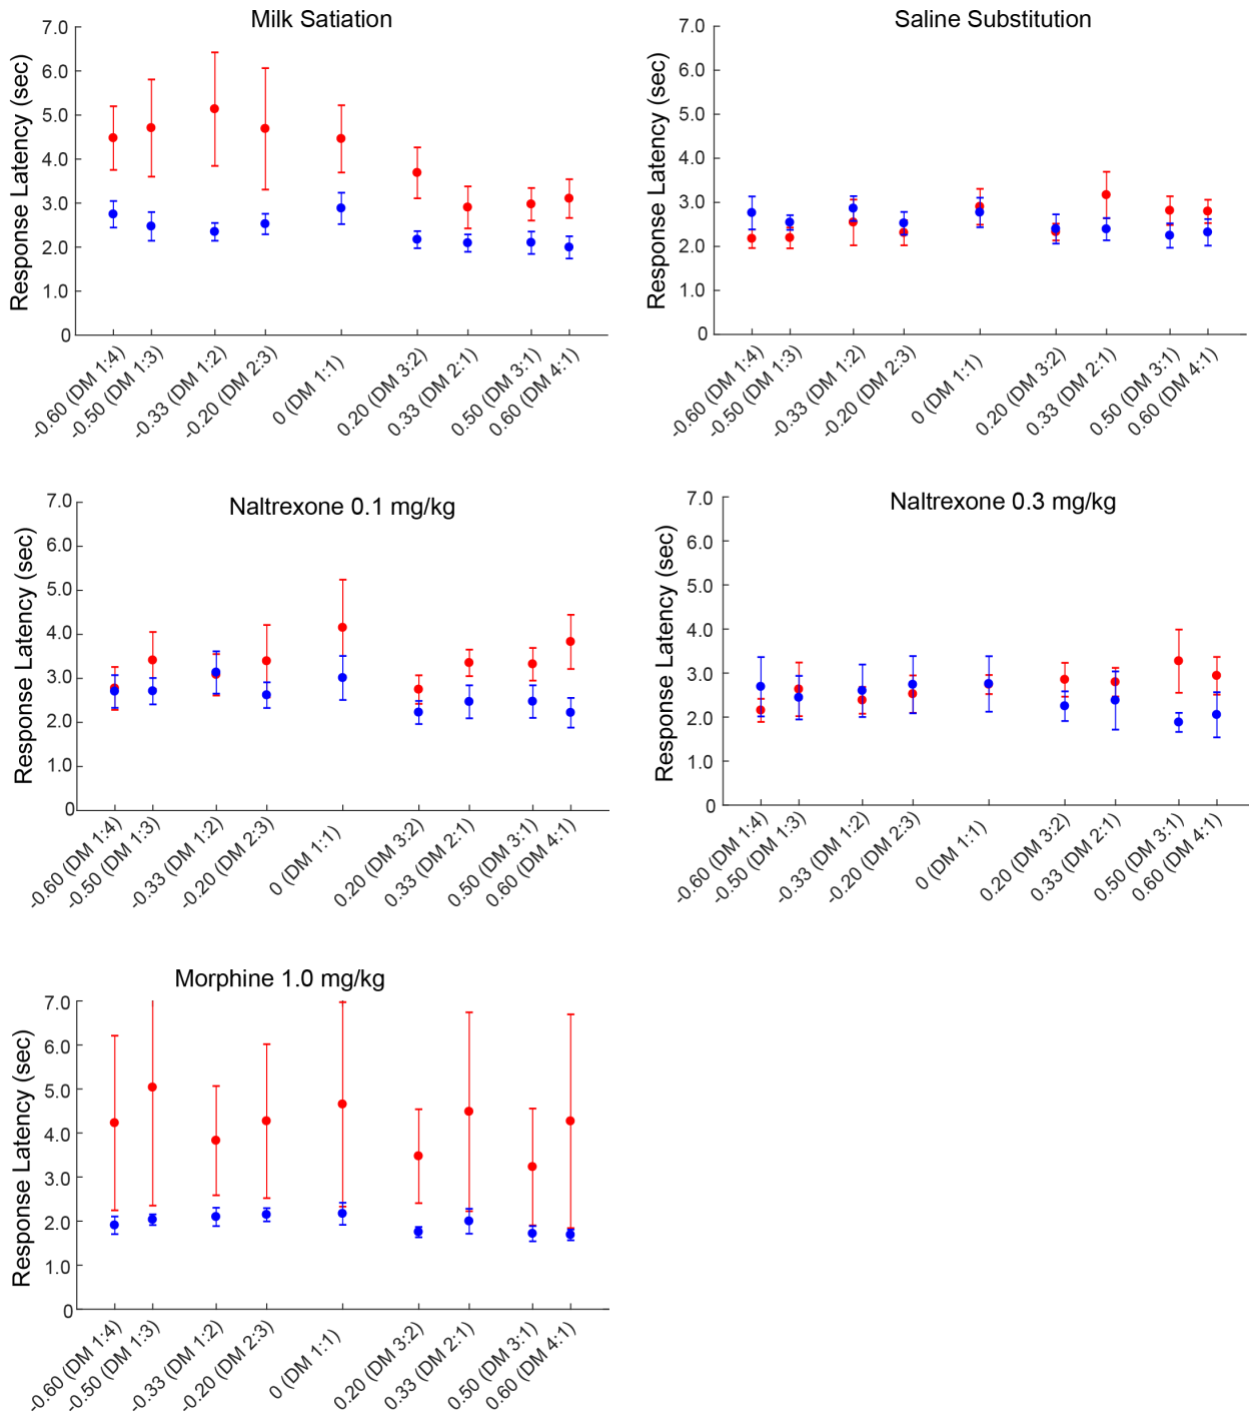 Milk Satiation
Response Latency (sec)
7.0
6.0
5.0
4.0
3.0
2.0
1.0
0
-0.60 (DM 1:4)
-0.50 (DM 1:3)
-0.33 (DM 1:2)
-0.20 (DM 2:3)
0 (DM 1:1)
0.20 (DM 3:2)
0.33 (DM 2:1)
0.50 (DM 3:1)
0.60 (DM 4:1)
Saline Substitution
Response Latency (sec)
7.0
6.0
5.0
4.0
3.0
2.0
1.0
0
-0.60 (DM 1:4)
-0.50 (DM 1:3)
-0.33 (DM 1:2)
-0.20 (DM 2:3)
0 (DM 1:1)
0.20 (DM 3:2)
0.33 (DM 2:1)
0.50 (DM 3:1)
0.60 (DM 4:1)
Naltrexone 0.1 mg/kg
Response Latency (sec)
7.0
6.0
5.0
4.0
3.0
2.0
1.0
0
-0.60 (DM 1:4)
-0.50 (DM 1:3)
-0.33 (DM 1:2)
-0.20 (DM 2:3)
0 (DM 1:1)
0.20 (DM 3:2)
0.33 (DM 2:1)
0.50 (DM 3:1)
0.60 (DM 4:1)
Naltrexone 0.3 mg/kg
Response Latency (sec)
7.0
6.0
5.0
4.0
3.0
2.0
1.0
0
-0.60 (DM 1:4)
-0.50 (DM 1:3)
-0.33 (DM 1:2)
-0.20 (DM 2:3)
0 (DM 1:1)
0.20 (DM 3:2)
0.33 (DM 2:1)
0.50 (DM 3:1)
0.60 (DM 4:1)
Morphine 1.0 mg/kg
Response Latency (sec)
7.0
6.0
5.0
4.0
3.0
2.0
1.0
0
-0.60 (DM 1:4)
-0.50 (DM 1:3)
-0.33 (DM 1:2)
-0.20 (DM 2:3)
0 (DM 1:1)
0.20 (DM 3:2)
0.33 (DM 2:1)
0.50 (DM 3:1)
0.60 (DM 4:1)